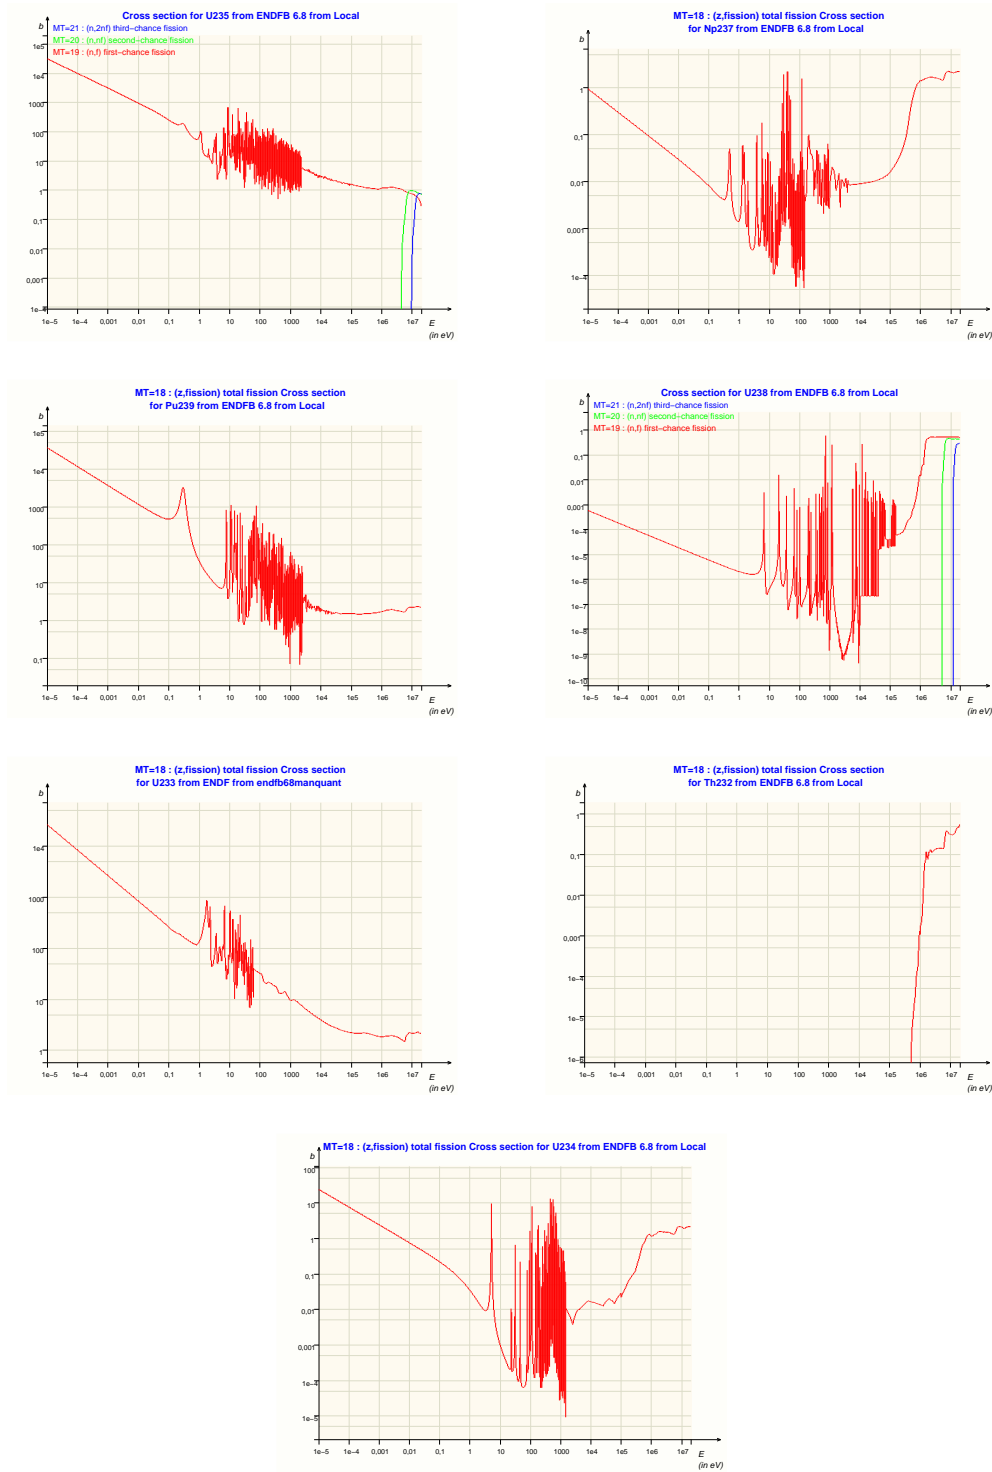 Cross section for U235 from ENDFB 6.8 from Local
b
MT=21 : (n,2nf) third-chance fission
MT=20 : (n,nf) second-chance fission
MT=19 : (n,f) first-chance fission
1e5
1e4
1000
100
10
1
0,1
0,01
0,001
1e-5 1e-4 0,001 0,01 0,1 1 10 100 1000 1e4 1e5 1e6 1e7 E
(in eV)
MT=18 : (z,fission) total fission Cross section
for Np237 from ENDFB 6.8 from Local
b
1
0,1
0,01
0,001
1e-4
1e-5 1e-4 0,001 0,01 0,1 1 10 100 1000 1e4 1e5 1e6 1e7 E
(in eV)
MT=18 : (z,fission) total fission Cross section
for Pu239 from ENDFB 6.8 from Local
b
1e5
1e4
1000
100
10
1
0,1
1e-5 1e-4 0,001 0,01 0,1 1 10 100 1000 1e4 1e5 1e6 1e7 E
(in eV)
Cross section for U238 from ENDFB 6.8 from Local
b
MT=21 : (n,2nf) third-chance fission
MT=20 : (n,nf) second-chance fission
MT=19 : (n,f) first-chance fission
1
0,1
0,01
0,001
1e-4
1e-5
1e-6
1e-7
1e-8
1e-9
1e-10
1e-5 1e-4 0,001 0,01 0,1 1 10 100 1000 1e4 1e5 1e6 1e7 E
(in eV)
MT=18 : (z,fission) total fission Cross section
for U233 from ENDF from endfb68manquant
b
1e4
1000
100
10
1
1e-5 1e-4 0,001 0,01 0,1 1 10 100 1000 1e4 1e5 1e6 1e7 E
(in eV)
MT=18 : (z,fission) total fission Cross section
for Th232 from ENDFB 6.8 from Local
b
1
0,1
0,01
0,001
1e-4
1e-5
1e-6
1e-5 1e-4 0,001 0,01 0,1 1 10 100 1000 1e4 1e5 1e6 1e7 E
(in eV)
MT=18 : (z,fission) total fission Cross section for U234 from ENDFB 6.8 from Local
b
100
10
1
0,1
0,01
0,001
1e-4
1e-5
1e-5 1e-4 0,001 0,01 0,1 1 10 100 1000 1e4 1e5 1e6 1e7 E
(in eV)